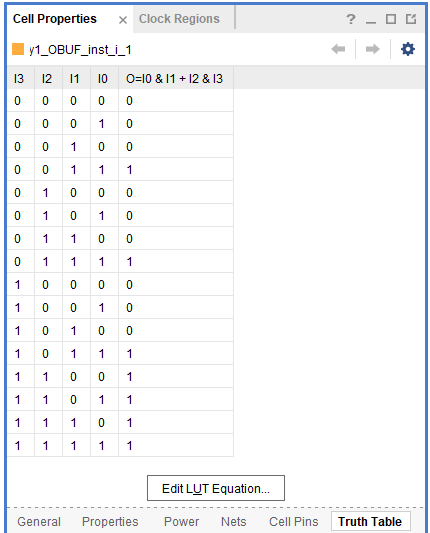 Cell Properties × Clock Regions ?
y1_OBUF_inst_i_1
I3 I2 I1 I0 O=I0 & I1 + I2 & I3
0 0 0 0 0
0 0 0 1 0
0 0 1 0 0
0 0 1 1 1
0 1 0 0 0
0 1 0 1 0
0 1 1 0 0
0 1 1 1 1
1 0 0 0 0
1 0 0 1 0
1 0 1 0 0
1 0 1 1 1
1 1 0 0 1
1 1 0 1 1
1 1 1 0 1
1 1 1 1 1
Edit LUT Equation...
General Properties Power Nets Cell Pins Truth Table